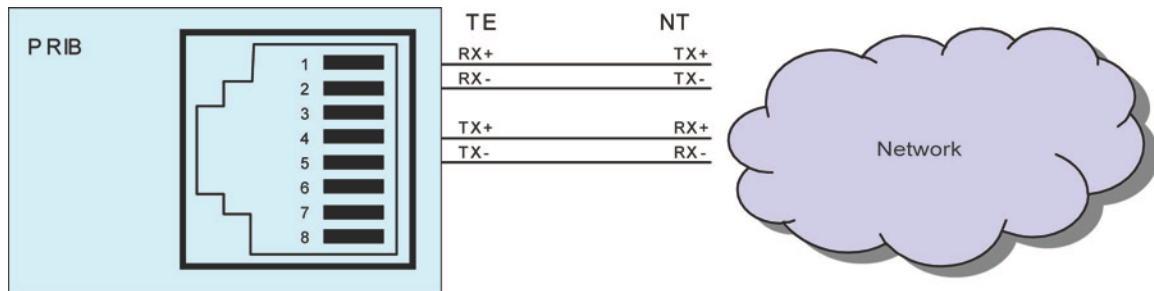 PRIB
TE NT
1 RX+ TX+
2 RX- TX-
3
4 TX+ RX+
5 TX- RX-
6
7
8
Network